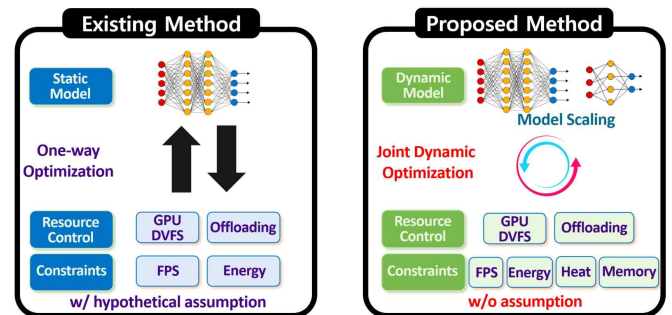 Existing Method
Static
Model
One-way
Optimization
Resource
Control
GPU
DVFS
Offloading
Constraints
FPS
Energy
w/ hypothetical assumption
Proposed Method
Dynamic
Model
Model Scaling
Joint Dynamic
Optimization
Resource
Control
GPU
DVFS
Offloading
Constraints
FPS
Energy
Heat
Memory
w/o assumption